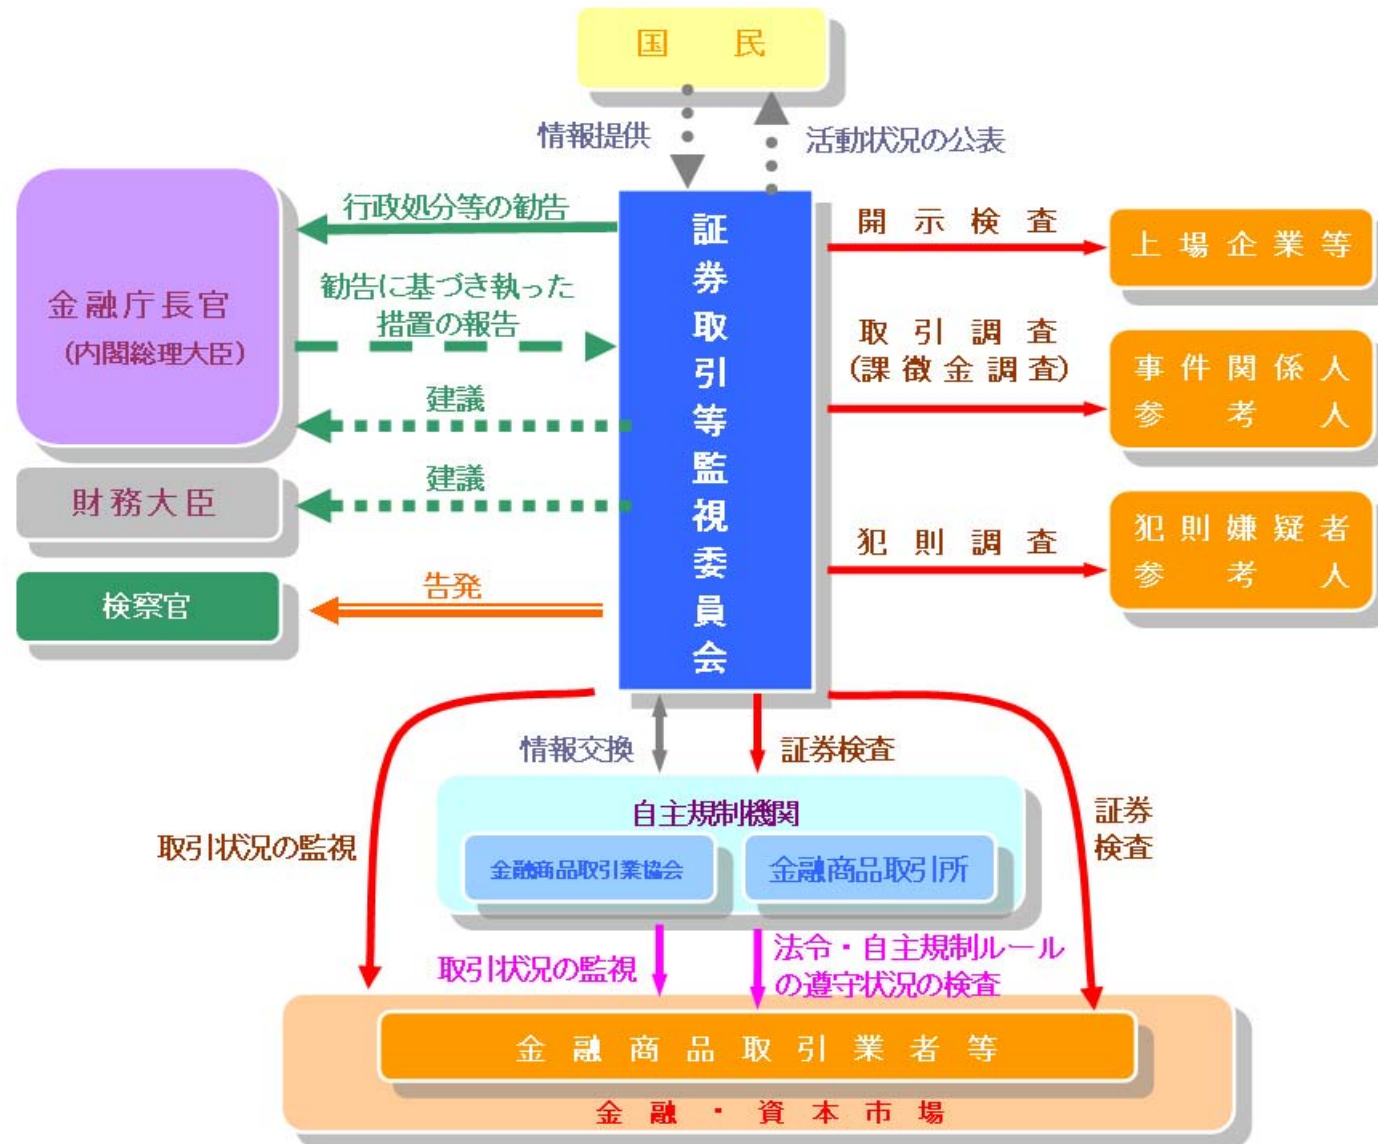 国民
情報提供
活動状況の公表
行政処分等の勧告
勧告に基づき執った
措置の報告
金融庁長官
(内閣総理大臣)
建議
建議
財務大臣
告発
検察官
証券取引等監視委員会
開示検査
上場企業等
取引調査
(課徴金調査)
事件関係人
参考人
犯則調査
犯則嫌疑者
参考人
情報交換
証券検査
取引状況の監視
証券
検査
自主規制機関
金融商品取引業協会
金融商品取引所
取引状況の監視
法令・自主規制ルール
の遵守状況の検査
金融商品取引業者等
金融・資本市場